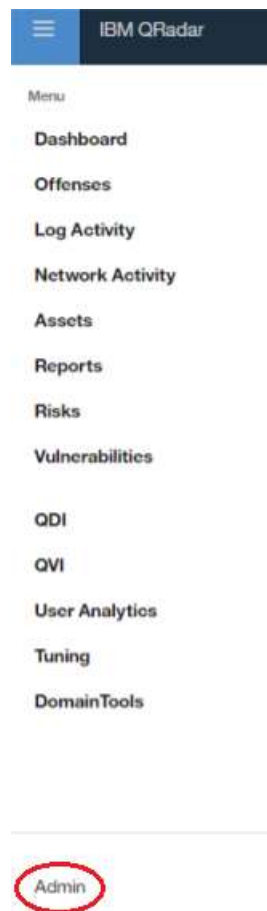 IBM QRadar
Menu
Dashboard
Offenses
Log Activity
Network Activity
Assets
Reports
Risks
Vulnerabilities
QDI
QVI
User Analytics
Tuning
DomainTools
Admin